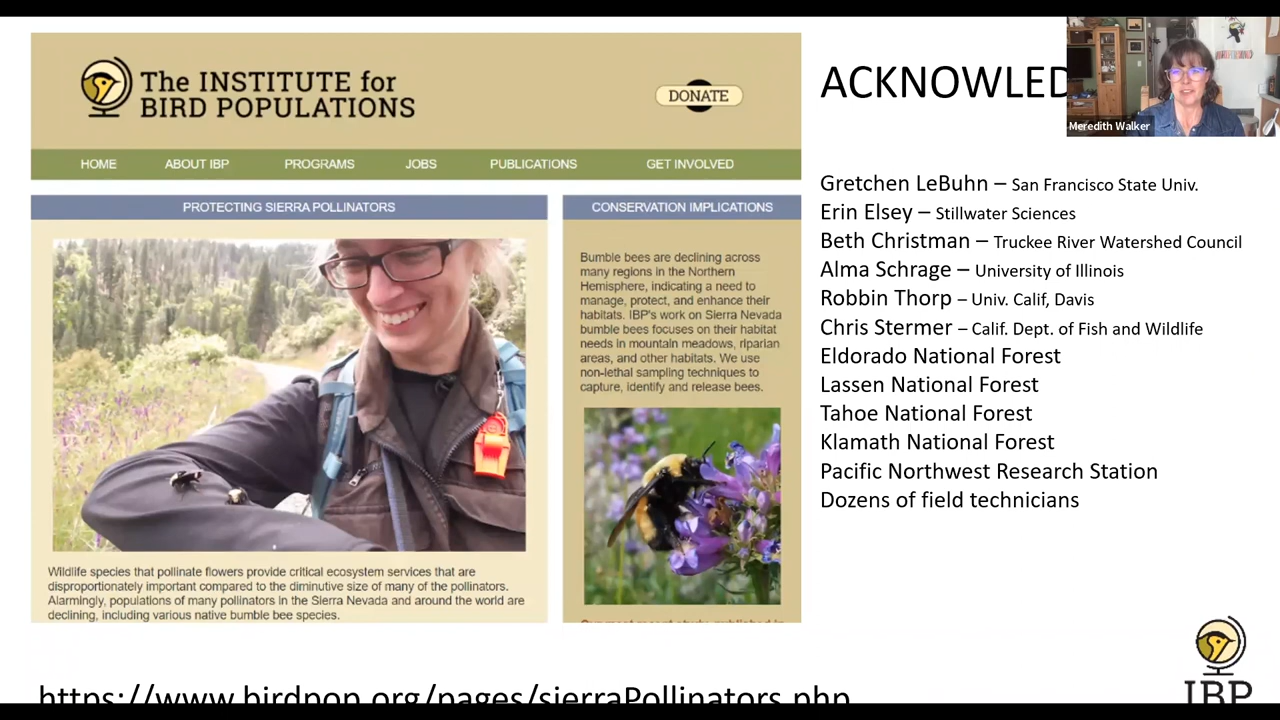 The INSTITUTE for
BIRD POPULATIONS
DONATE
HOME ABOUT IBP PROGRAMS JOBS PUBLICATIONS GET INVOLVED
PROTECTING SIERRA POLLINATORS
Wildlife species that pollinate flowers provide critical ecosystem services that are
disproportionately important compared to the diminutive size of many of the pollinators.
Alarmingly, populations of many pollinators in the Sierra Nevada and around the world are
declining, including various native bumble bee species.
CONSERVATION IMPLICATIONS
Bumble bees are declining across
many regions in the Northern
Hemisphere, indicating a need to
manage, protect, and enhance their
habitats. IBP's work on Sierra Nevada
bumble bees focuses on their habitat
needs in mountain meadows, riparian
areas, and other habitats. We use
non-lethal sampling techniques to
capture, identify and release bees.
ACKNOWLED
Meredith Walker
Gretchen LeBuhn – San Francisco State Univ.
Erin Elsey – Stillwater Sciences
Beth Christman – Truckee River Watershed Council
Alma Schrage – University of Illinois
Robbin Thorp – Univ. Calif, Davis
Chris Stermer – Calif. Dept. of Fish and Wildlife
Eldorado National Forest
Lassen National Forest
Tahoe National Forest
Klamath National Forest
Pacific Northwest Research Station
Dozens of field technicians
https://www.birdpop.org/pages/sierraPollinators.php
IBP